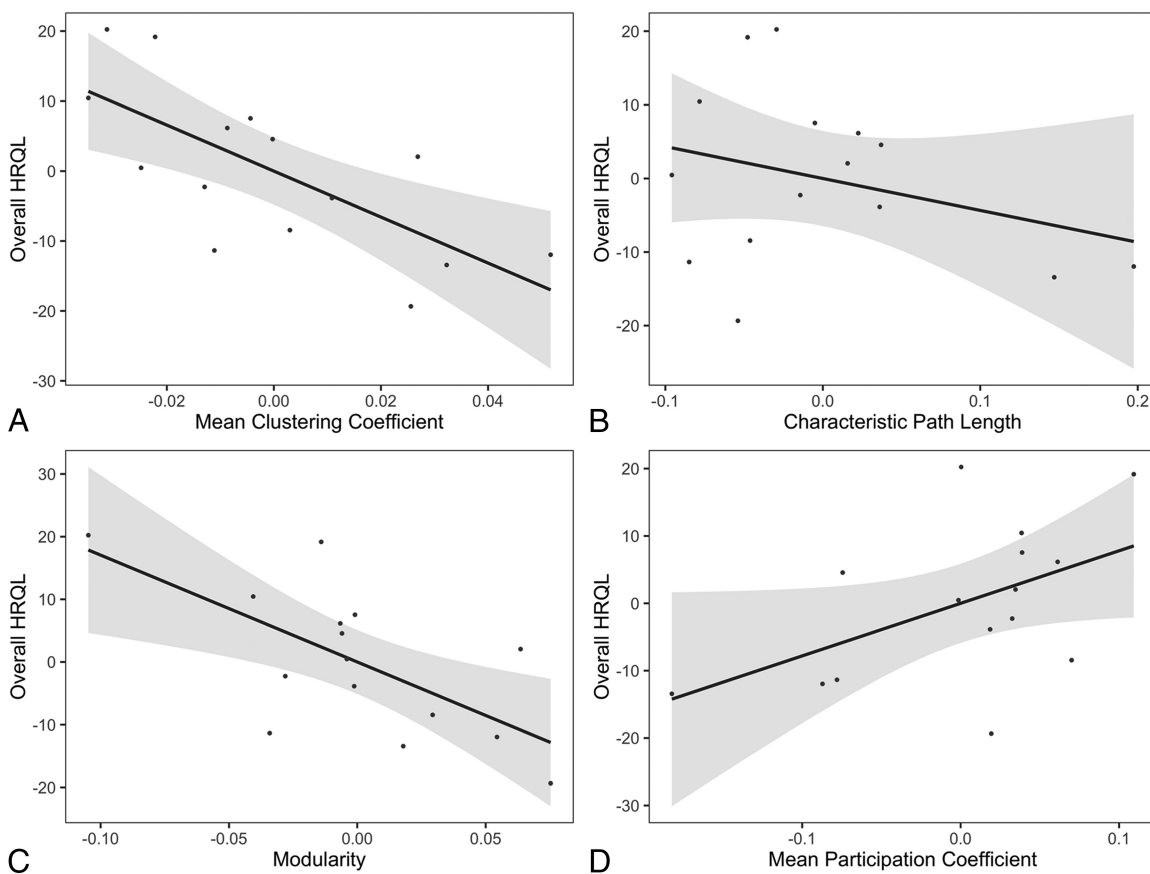 20
10
0
-10
-20
-30
Overall HRQL
-0.02 0.00 0.02 0.04
Mean Clustering Coefficient
A
20
10
0
-10
-20
Overall HRQL
-0.1 0.0 0.1 0.2
Characteristic Path Length
B
30
20
10
0
-10
-20
Overall HRQL
-0.10 -0.05 0.00 0.05
Modularity
C
20
10
0
-10
-20
-30
Overall HRQL
-0.1 0.0 0.1
Mean Participation Coefficient
D